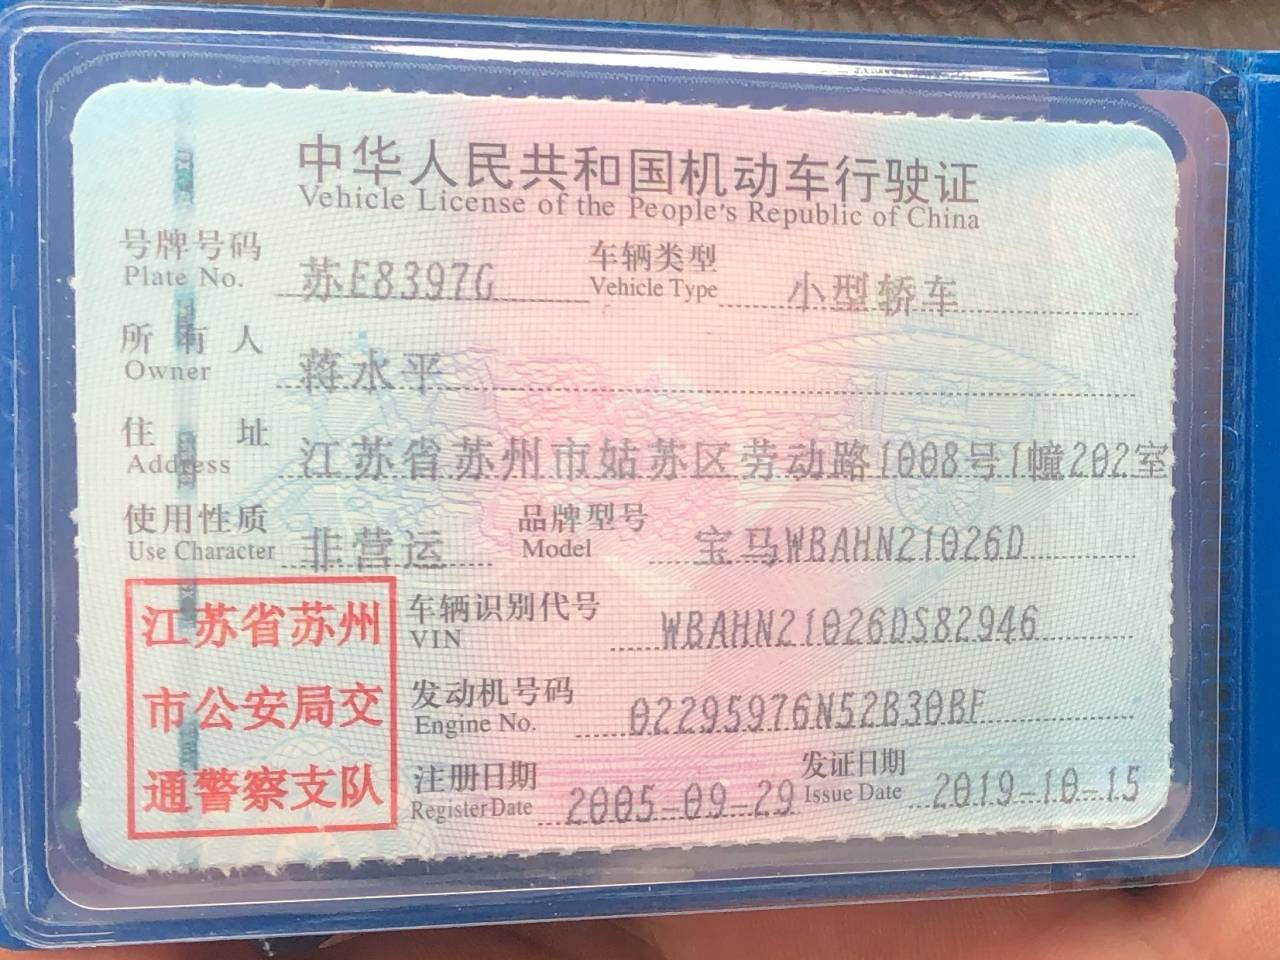 中华人民共和国机动车行驶证
Vehicle License of the People's Republic of China
号牌号码 苏E8397G 车辆类型 小型轿车
Plate No. Vehicle Type
所有人 蒋水平
Owner
住址 江苏省苏州市姑苏区劳动路1008号1幢202室
Address
使用性质 非营运 品牌型号 宝马WBAHN21026D
Use Character Model
江苏省苏州
市公安局交
通警察支队
车辆识别代号 WBAHN21026DS82946
VIN
发动机号码 02295976N52B30BF
Engine No.
注册日期 2005-09-29 发证日期 2019-10-15
Register Date Issue Date